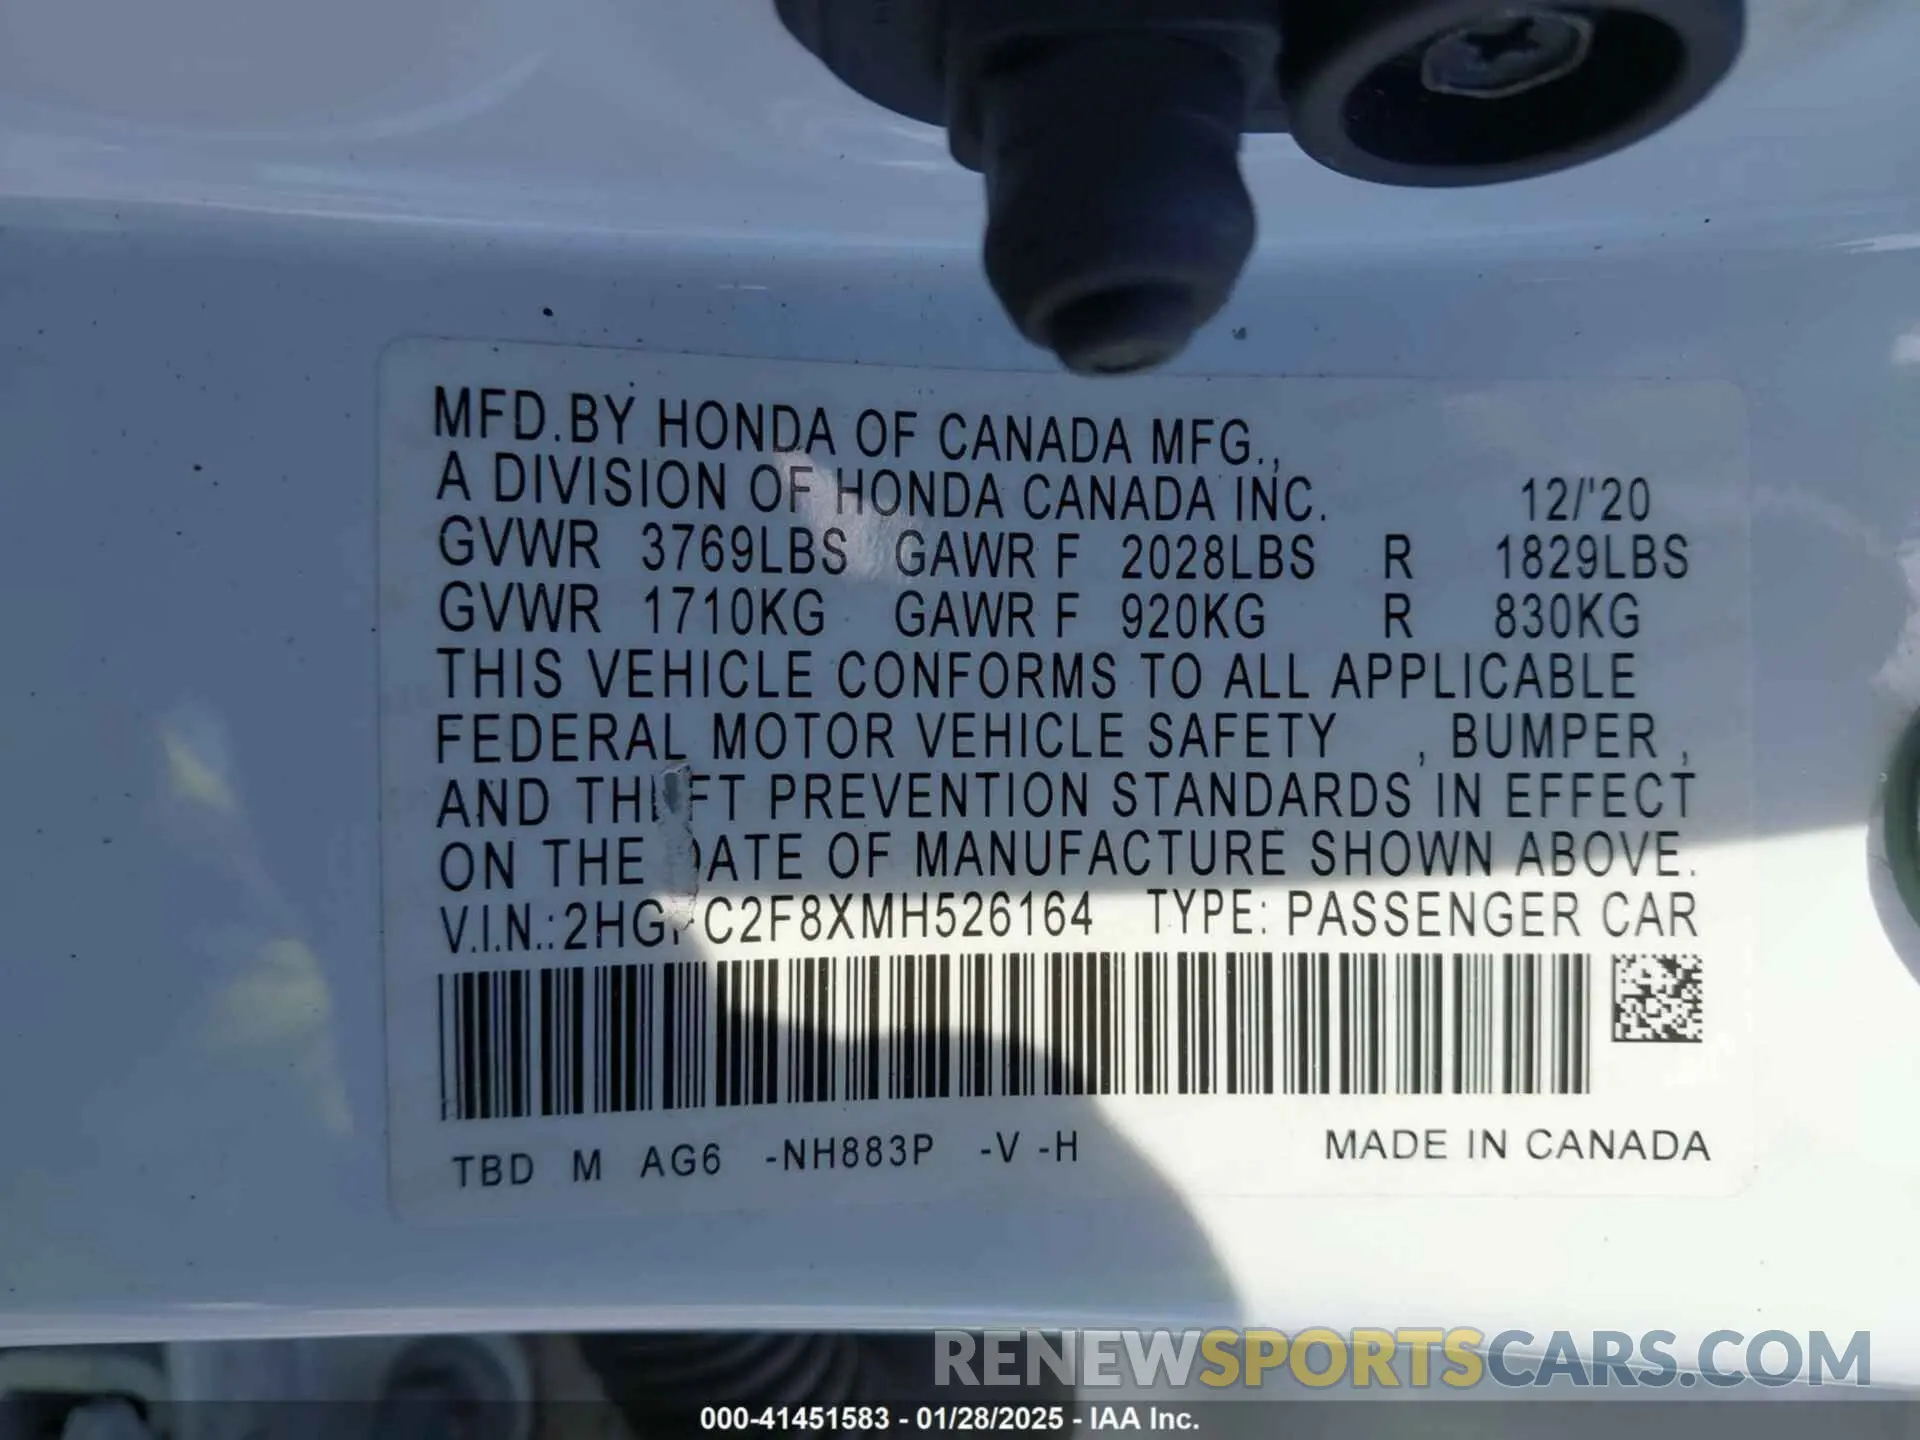 MFD.BY HONDA OF CANADA MFG.,
A DIVISION OF HONDA CANADA INC. 12/'20
GVWR 3769LBS GAWR F 2028LBS R 1829LBS
GVWR 1710KG GAWR F 920KG R 830KG
THIS VEHICLE CONFORMS TO ALL APPLICABLE
FEDERAL MOTOR VEHICLE SAFETY , BUMPER ,
AND THEFT PREVENTION STANDARDS IN EFFECT
ON THE DATE OF MANUFACTURE SHOWN ABOVE.
V.I.N.: TYPE: PASSENGER CAR
TBD M AG6 -NH883P -V -H MADE IN CANADA
RENEWSPORTSCARS.COM
000-41451583 - 01/28/2025 - IAA Inc.